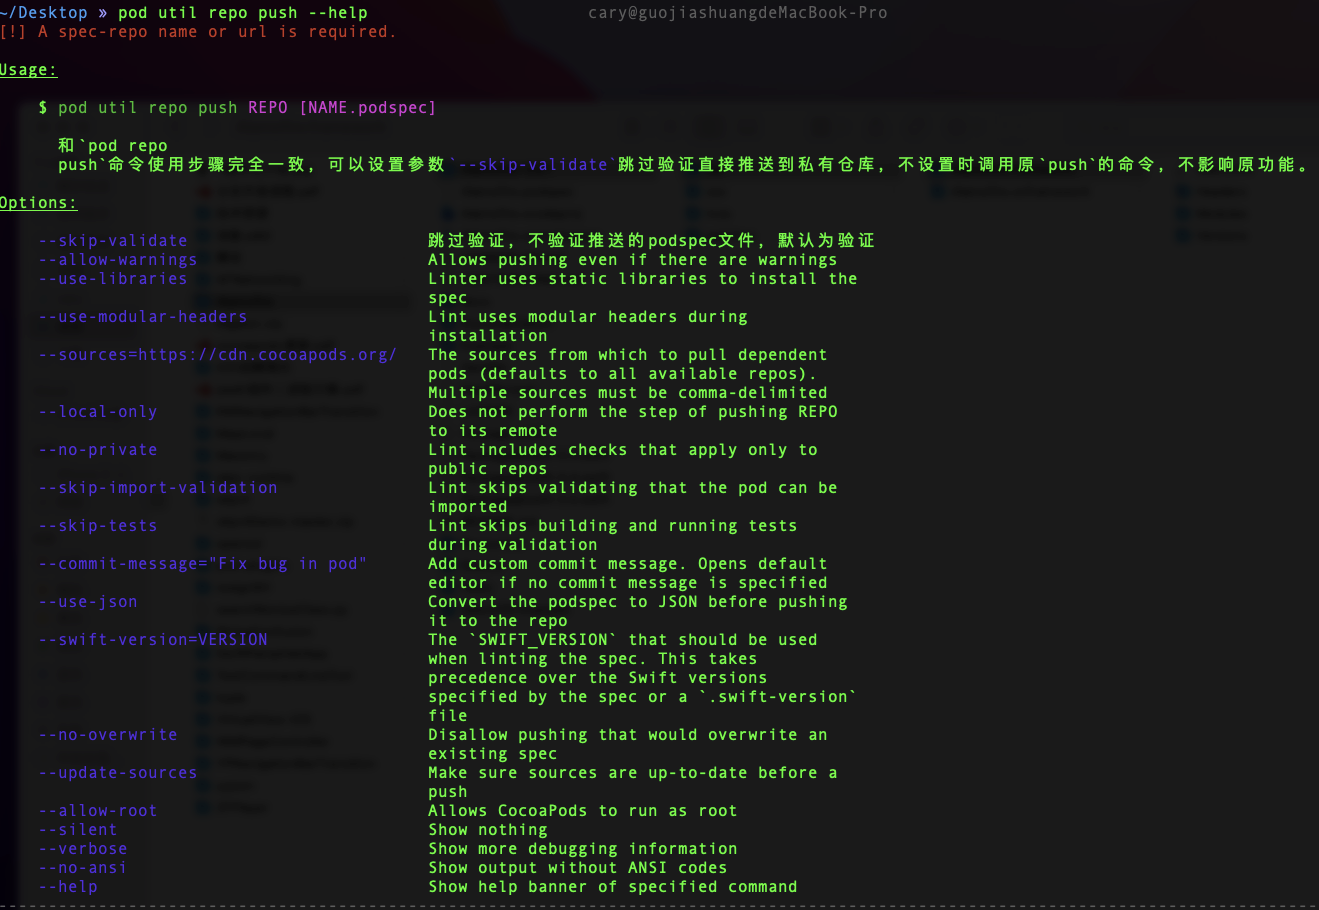 ~/Desktop » pod util repo push --help cary@guojiashuangdeMacBook-Pro
[!] A spec-repo name or url is required.
Usage:
$ pod util repo push REPO [NAME.podspec]
和`pod repo
push`命令使用步骤完全一致，可以设置参数`--skip-validate`跳过验证直接推送到私有仓库，不设置时调用原`push`的命令，不影响原功能。
Options:
--skip-validate 跳过验证，不验证推送的podspec文件，默认为验证
--allow-warnings Allows pushing even if there are warnings
--use-libraries Linter uses static libraries to install the
spec
--use-modular-headers Lint uses modular headers during
installation
--sources=https://cdn.cocoapods.org/ The sources from which to pull dependent
pods (defaults to all available repos).
Multiple sources must be comma-delimited
--local-only Does not perform the step of pushing REPO
to its remote
--no-private Lint includes checks that apply only to
public repos
--skip-import-validation Lint skips validating that the pod can be
imported
--skip-tests Lint skips building and running tests
during validation
--commit-message="Fix bug in pod" Add custom commit message. Opens default
editor if no commit message is specified
--use-json Convert the podspec to JSON before pushing
it to the repo
--swift-version=VERSION The `SWIFT_VERSION` that should be used
when linting the spec. This takes
precedence over the Swift versions
specified by the spec or a `.swift-version`
file
--no-overwrite Disallow pushing that would overwrite an
existing spec
--update-sources Make sure sources are up-to-date before a
push
--allow-root Allows CocoaPods to run as root
--silent Show nothing
--verbose Show more debugging information
--no-ansi Show output without ANSI codes
--help Show help banner of specified command